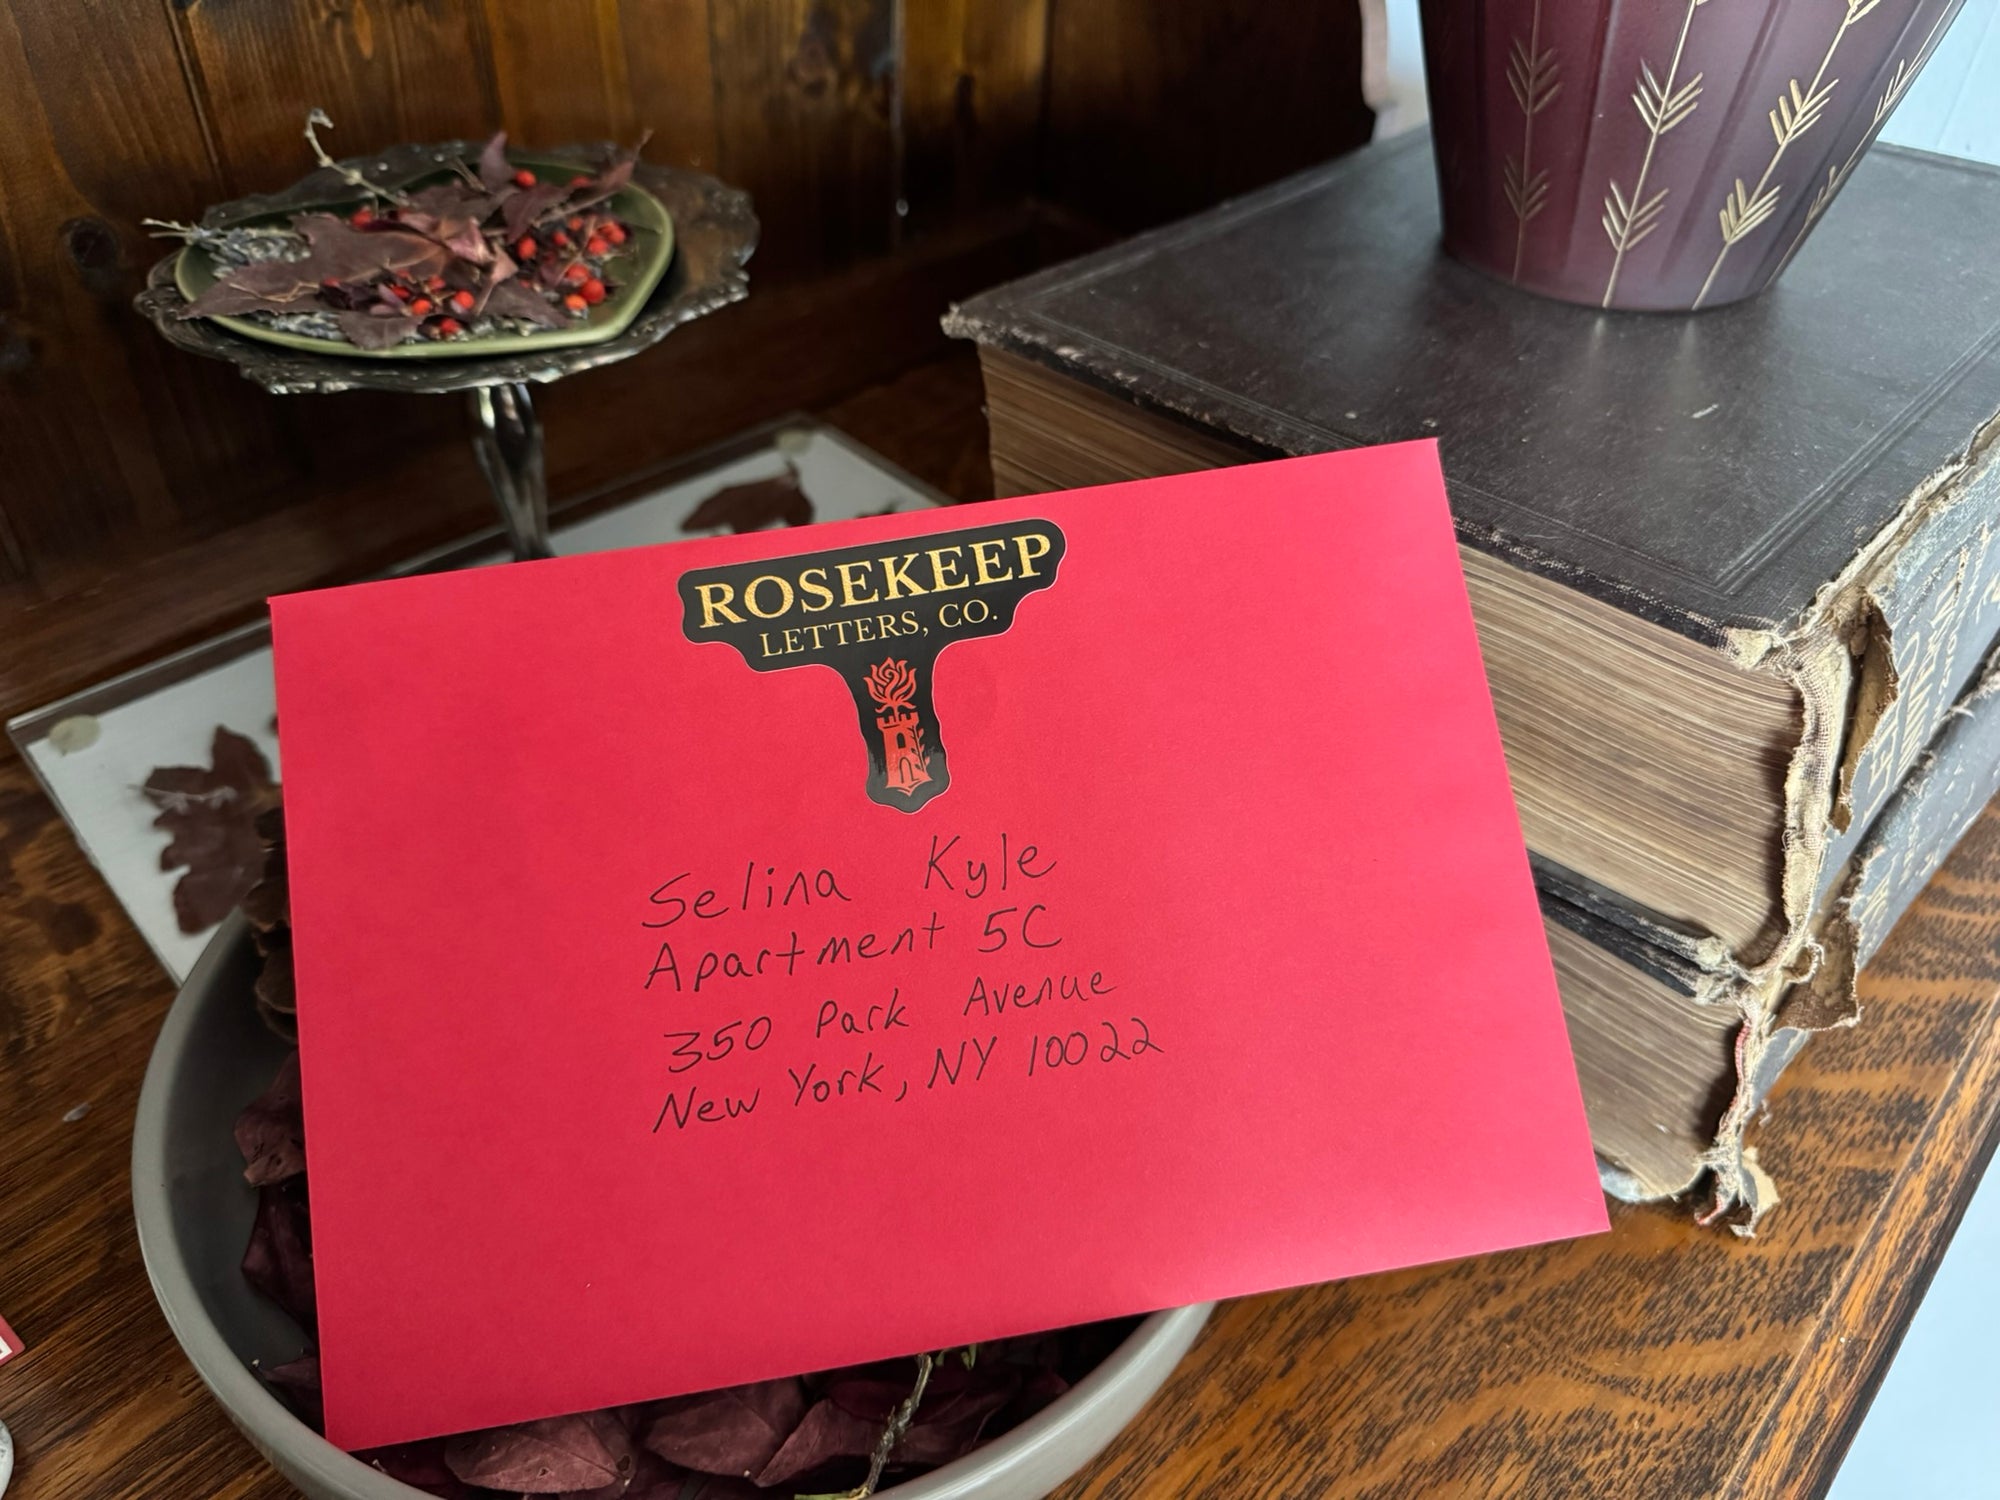 ROSEKEEP
LETTERS, CO.
Selina Kyle
Apartment 5C
350 Park Avenue
New York, NY 10022